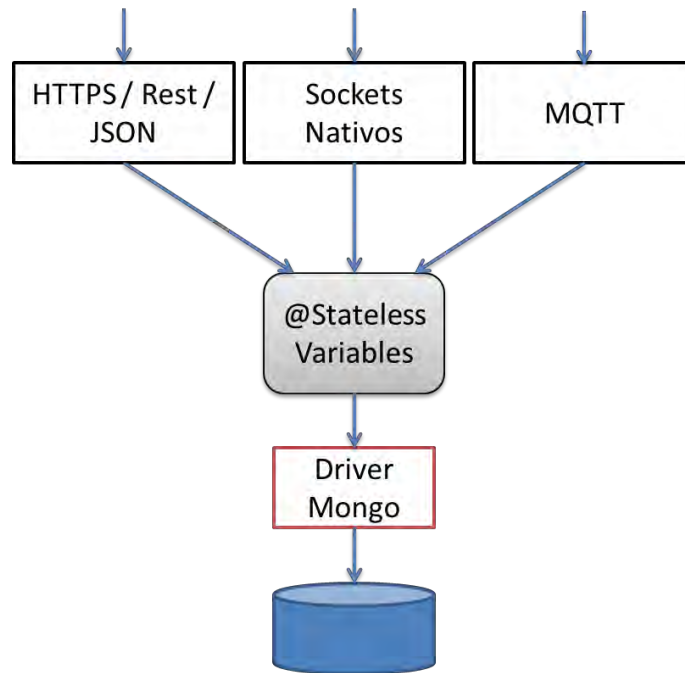 HTTPS / Rest /
JSON
Sockets
Nativos
MQTT
@Stateless
Variables
Driver
Mongo